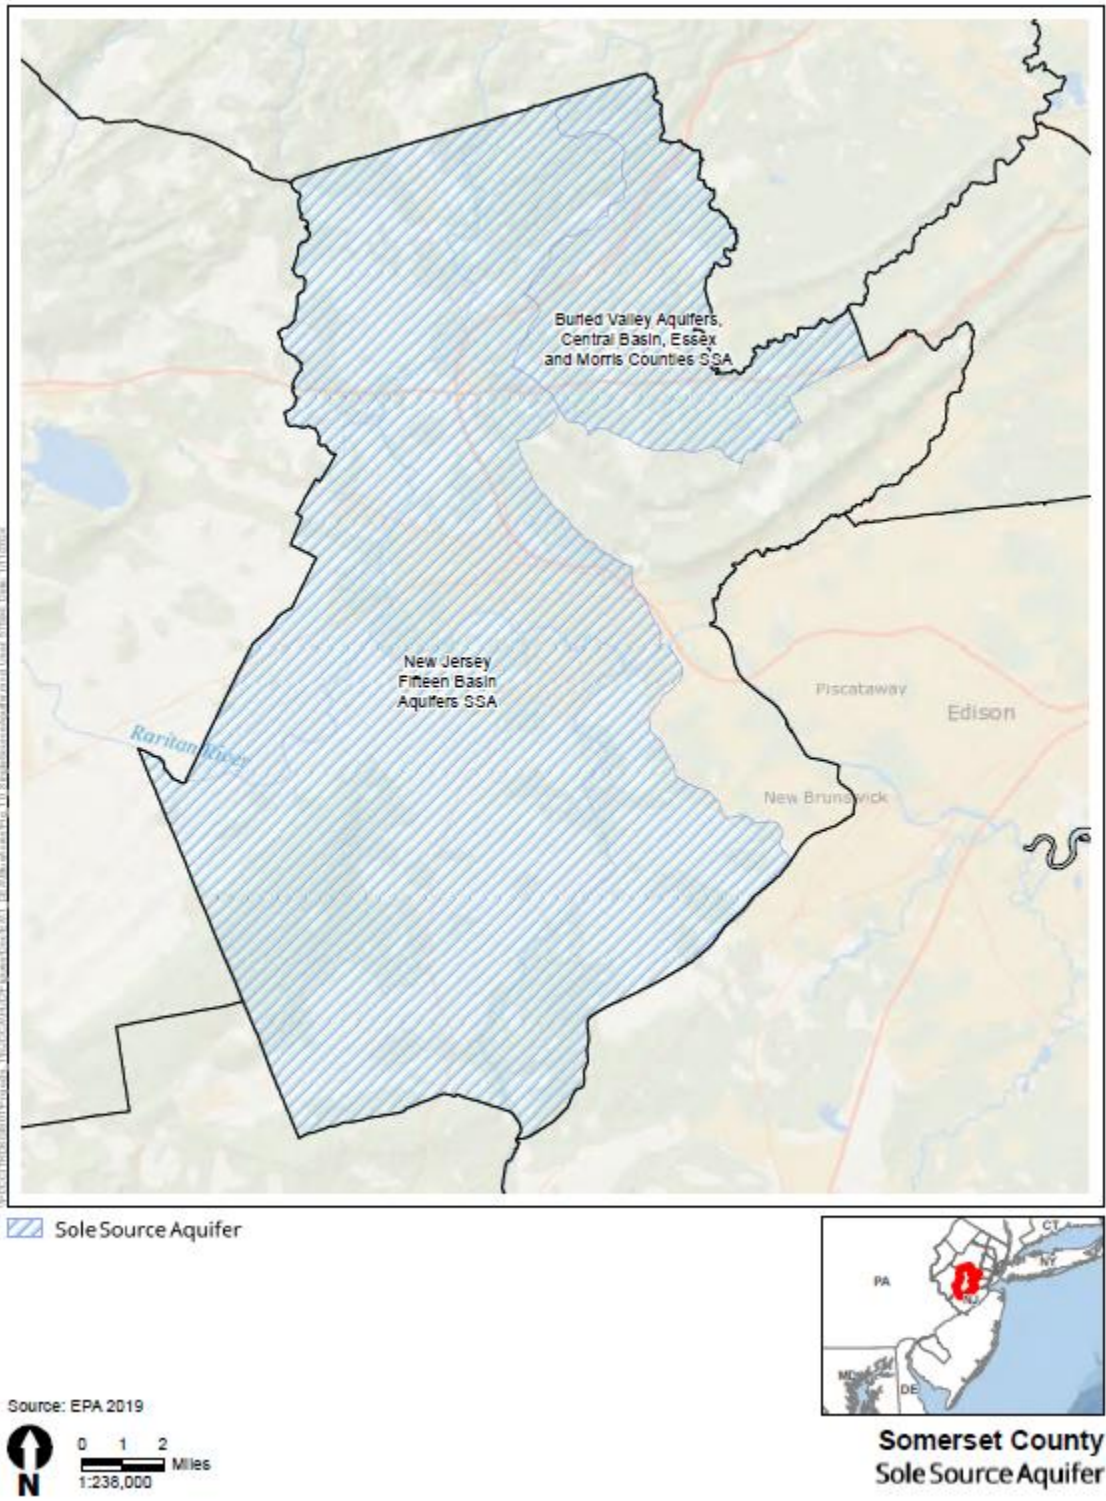 Buried Valley Aquifers,
Central Basin, Essex
and Morris Counties SSA
New Jersey
Fifteen Basin
Aquifers SSA
Piscataway
Edison
Raritan River
New Brunswick
Sole Source Aquifer
CT
NY
PA
NJ
MD
DE
Source: EPA 2019
0 1 2
Miles
1:238,000
N
Somerset County
Sole Source Aquifer